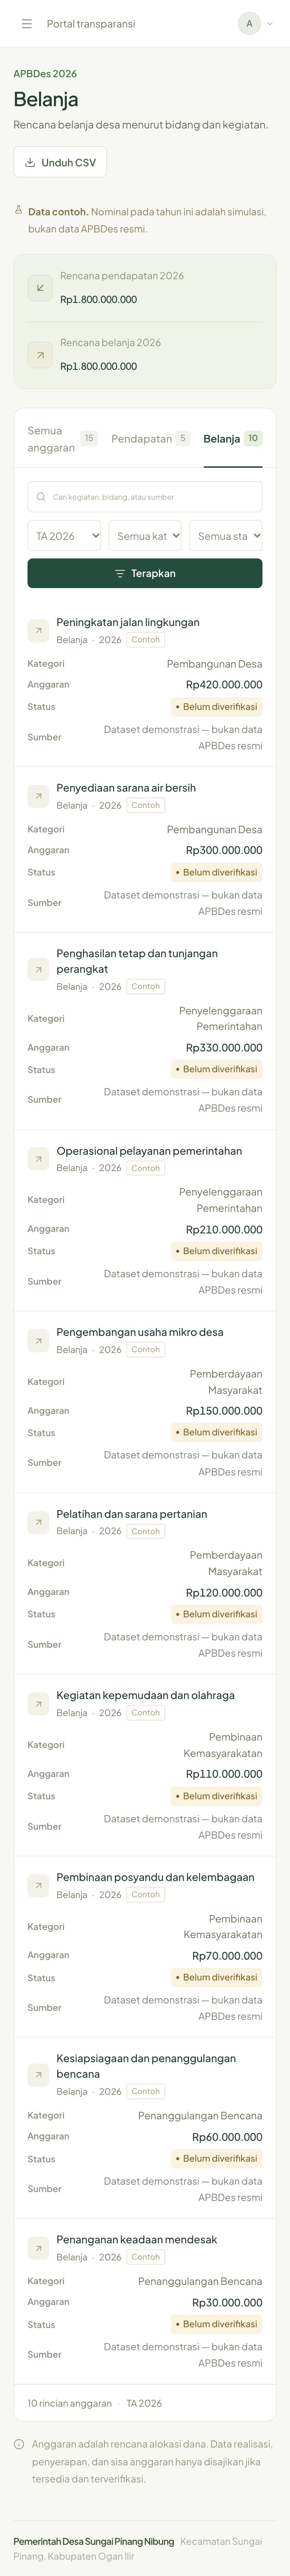 Portal transparansi
A
APBDes 2026
Belanja
Rencana belanja desa menurut bidang dan kegiatan.
Unduh CSV
Data contoh. Nominal pada tahun ini adalah simulasi,
bukan data APBDes resmi.
Rencana pendapatan 2026
Rp1.800.000.000
Rencana belanja 2026
Rp1.800.000.000
Semua
anggaran 15
Pendapatan 5
Belanja 10
Cari kegiatan, bidang, atau sumber
TA 2026
Semua kat
Semua sta
Terapkan
Peningkatan jalan lingkungan
Belanja · 2026 Contoh
Kategori Pembangunan Desa
Anggaran Rp420.000.000
Status Belum diverifikasi
Sumber Dataset demonstrasi — bukan data
APBDes resmi
Penyediaan sarana air bersih
Belanja · 2026 Contoh
Kategori Pembangunan Desa
Anggaran Rp300.000.000
Status Belum diverifikasi
Sumber Dataset demonstrasi — bukan data
APBDes resmi
Penghasilan tetap dan tunjangan
perangkat
Belanja · 2026 Contoh
Kategori Penyelenggaraan
Pemerintahan
Anggaran Rp330.000.000
Status Belum diverifikasi
Sumber Dataset demonstrasi — bukan data
APBDes resmi
Operasional pelayanan pemerintahan
Belanja · 2026 Contoh
Kategori Penyelenggaraan
Pemerintahan
Anggaran Rp210.000.000
Status Belum diverifikasi
Sumber Dataset demonstrasi — bukan data
APBDes resmi
Pengembangan usaha mikro desa
Belanja · 2026 Contoh
Kategori Pemberdayaan
Masyarakat
Anggaran Rp150.000.000
Status Belum diverifikasi
Sumber Dataset demonstrasi — bukan data
APBDes resmi
Pelatihan dan sarana pertanian
Belanja · 2026 Contoh
Kategori Pemberdayaan
Masyarakat
Anggaran Rp120.000.000
Status Belum diverifikasi
Sumber Dataset demonstrasi — bukan data
APBDes resmi
Kegiatan kepemudaan dan olahraga
Belanja · 2026 Contoh
Kategori Pembinaan
Kemasyarakatan
Anggaran Rp110.000.000
Status Belum diverifikasi
Sumber Dataset demonstrasi — bukan data
APBDes resmi
Pembinaan posyandu dan kelembagaan
Belanja · 2026 Contoh
Kategori Pembinaan
Kemasyarakatan
Anggaran Rp70.000.000
Status Belum diverifikasi
Sumber Dataset demonstrasi — bukan data
APBDes resmi
Kesiapsiagaan dan penanggulangan
bencana
Belanja · 2026 Contoh
Kategori Penanggulangan Bencana
Anggaran Rp60.000.000
Status Belum diverifikasi
Sumber Dataset demonstrasi — bukan data
APBDes resmi
Penanganan keadaan mendesak
Belanja · 2026 Contoh
Kategori Penanggulangan Bencana
Anggaran Rp30.000.000
Status Belum diverifikasi
Sumber Dataset demonstrasi — bukan data
APBDes resmi
10 rincian anggaran · TA 2026
Anggaran adalah rencana alokasi dana. Data realisasi,
penyerapan, dan sisa anggaran hanya disajikan jika
tersedia dan terverifikasi.
Pemerintah Desa Sungai Pinang Nibung Kecamatan Sungai
Pinang, Kabupaten Ogan Ilir